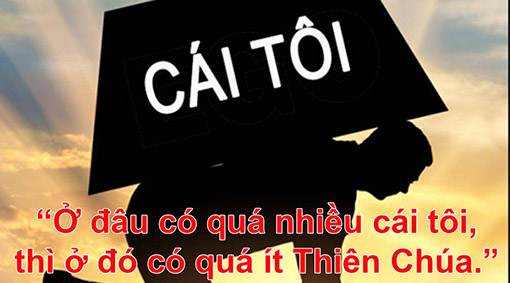 CÁI TÔI
“Ở đâu có quá nhiều cái tôi,
thì ở đó có quá ít Thiên Chúa.”